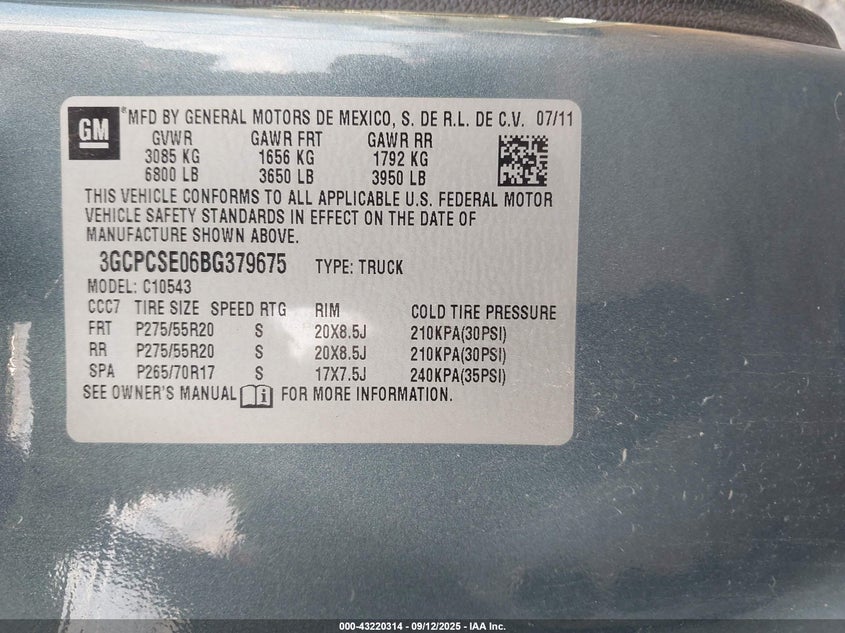 GM
®MFD BY GENERAL MOTORS DE MEXICO, S. DE R.L. DE C.V. 07/11
GVWR GAWR FRT GAWR RR
3085 KG 1656 KG 1792 KG
6800 LB 3650 LB 3950 LB
THIS VEHICLE CONFORMS TO ALL APPLICABLE U.S. FEDERAL MOTOR
VEHICLE SAFETY STANDARDS IN EFFECT ON THE DATE OF
MANUFACTURE SHOWN ABOVE.
3GCPCSE06BG379675 TYPE: TRUCK
MODEL: C10543
CCC7 TIRE SIZE SPEED RTG RIM COLD TIRE PRESSURE
FRT P275/55R20 S 20X8.5J 210KPA(30PSI)
RR P275/55R20 S 20X8.5J 210KPA(30PSI)
SPA P265/70R17 S 17X7.5J 240KPA(35PSI)
SEE OWNER'S MANUAL i FOR MORE INFORMATION.
000-43220314 - 09/12/2025 - IAA Inc.